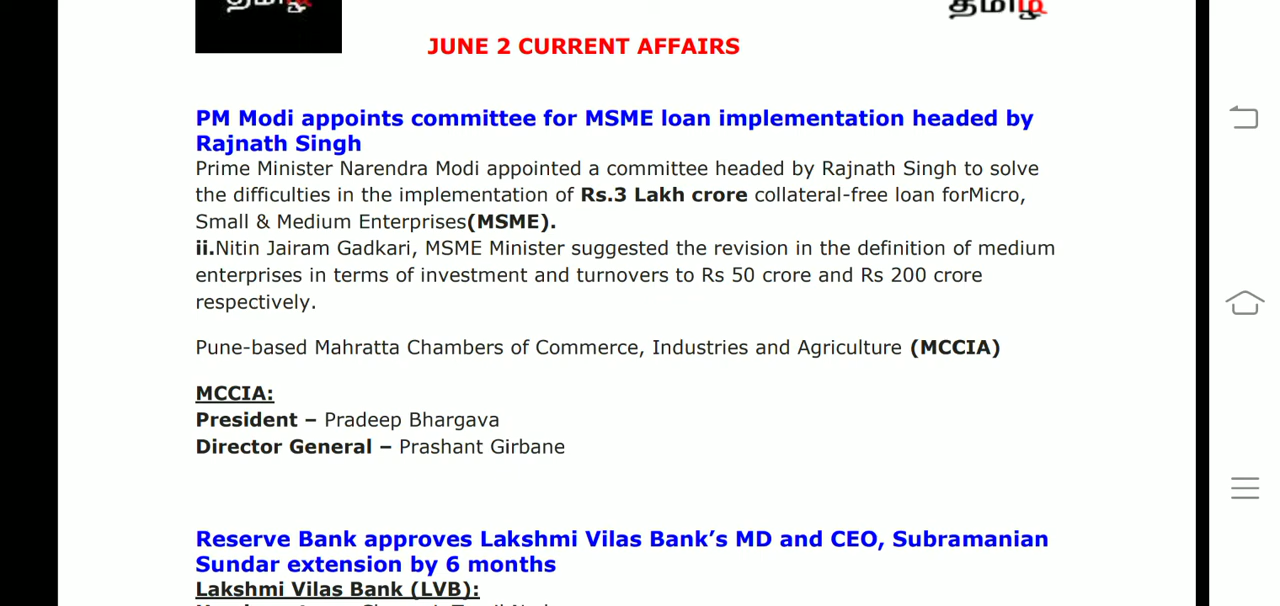 தமிழ்
JUNE 2 CURRENT AFFAIRS
PM Modi appoints committee for MSME loan implementation headed by
Rajnath Singh
Prime Minister Narendra Modi appointed a committee headed by Rajnath Singh to solve
the difficulties in the implementation of Rs.3 Lakh crore collateral-free loan forMicro,
Small & Medium Enterprises(MSME).
ii.Nitin Jairam Gadkari, MSME Minister suggested the revision in the definition of medium
enterprises in terms of investment and turnovers to Rs 50 crore and Rs 200 crore
respectively.
Pune-based Mahratta Chambers of Commerce, Industries and Agriculture (MCCIA)
MCCIA:
President – Pradeep Bhargava
Director General – Prashant Girbane
Reserve Bank approves Lakshmi Vilas Bank’s MD and CEO, Subramanian
Sundar extension by 6 months
Lakshmi Vilas Bank (LVB):